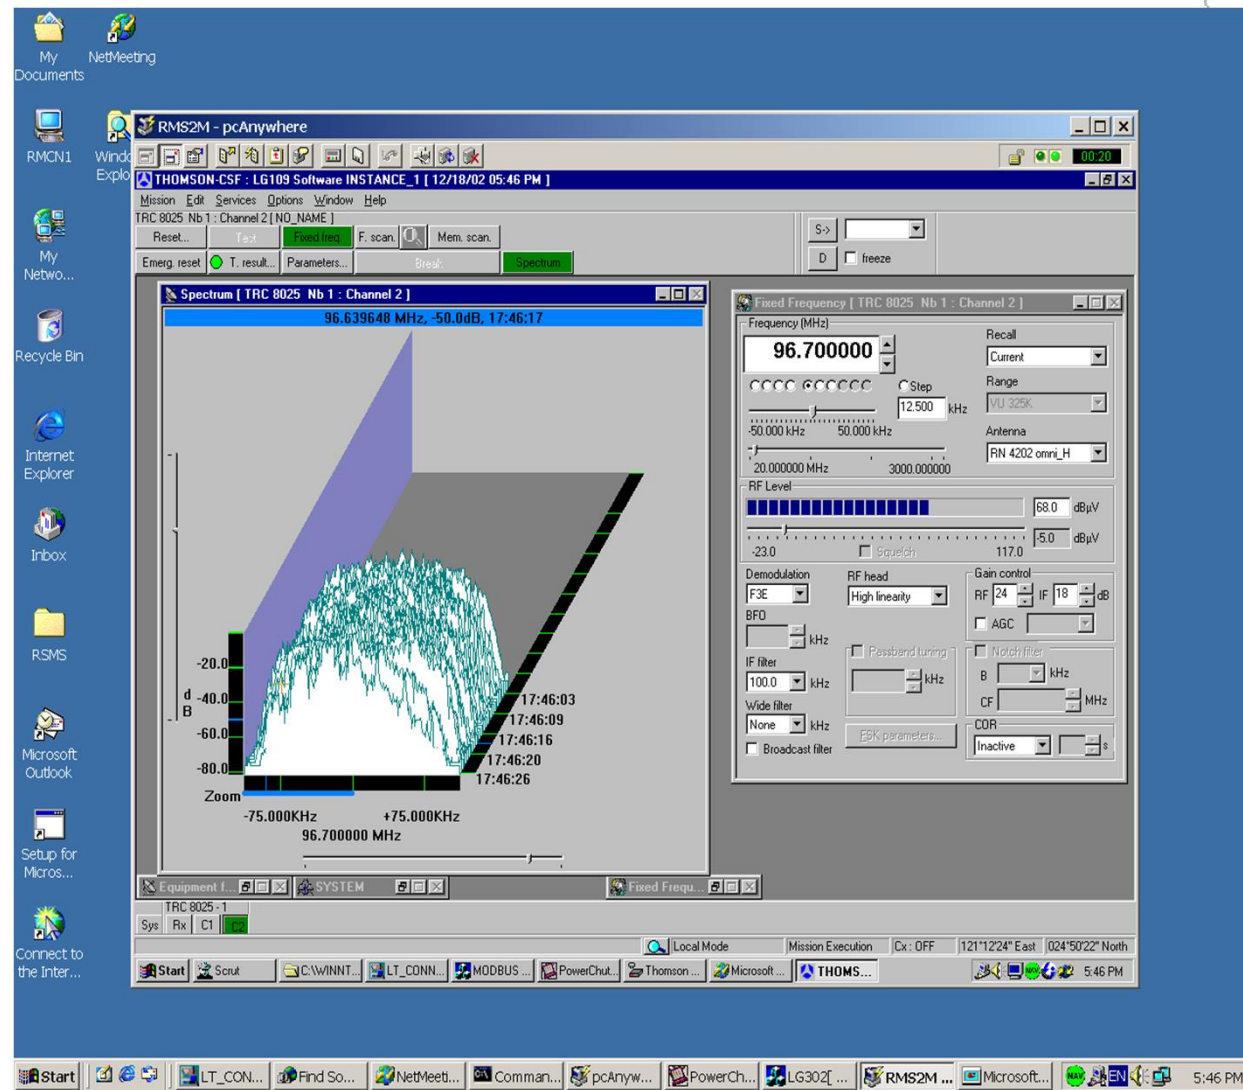 My
Documents
NetMeeting
RMCN1
Windo
Explo
My
Netwo...
Recycle Bin
Internet
Explorer
Inbox
RSMS
Microsoft
Outlook
Setup for
Micros...
Connect to
the Inter...
RMS2M - pcAnywhere
00:20
THOMSON-CSF : LG109 Software INSTANCE_1 [ 12/18/02 05:46 PM ]
Mission Edit Services Options Window Help
TRC 8025 Nb 1 : Channel 2 [ NO_NAME ]
Reset... Test Fixed freq. F. scan. Mem. scan.
S->
Emerg. reset T. result... Parameters... Break. Spectrum
D freeze
Spectrum [ TRC 8025 Nb 1 : Channel 2 ]
96.639648 MHz, -50.0dB, 17:46:17
-20.0
d -40.0
B
-60.0
-80.0
17:46:03
17:46:09
17:46:16
17:46:20
17:46:26
Zoom
-75.000KHz +75.000KHz
96.700000 MHz
Fixed Frequency [ TRC 8025 Nb 1 : Channel 2 ]
Frequency (MHz)
96.700000
Recall
Current
Step
12.500 kHz
Range
VU 325K
-50.000 kHz 50.000 kHz
Antenna
RN 4202 omni_H
20.000000 MHz 3000.000000
RF Level
68.0 dBµV
-5.0 dBµV
-23.0 Squelch 117.0
Demodulation
F3E
RF head
High linearity
Gain control
RF 24 IF 18 dB
AGC
BFO
kHz
Passband tuning
kHz
Notch filter
B kHz
CF MHz
IF filter
100.0 kHz
Wide filter
None kHz
FSK parameters...
COR
Inactive s
Broadcast filter
Equipment f... SYSTEM Fixed Frequ...
TRC 8025 - 1
Sys Rx C1 C2
Local Mode Mission Execution Cx : OFF 121°12'24" East 024°50'22" North
Start Scrut C:\WINNT... LT_CONN... MODBUS ... PowerChut... Thomson ... Microsoft ... THOMS... NAV 5:46 PM
Start LT_CON... Find So... NetMeeti... Comman... pcAnyw... PowerCh... LG302[ ... RMS2M ... Microsoft... NAV EN 5:46 PM